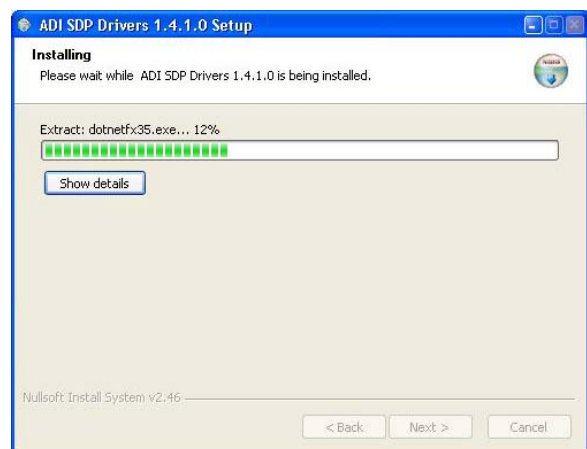 ADI SDP Drivers 1.4.1.0 Setup
Installing
Please wait while ADI SDP Drivers 1.4.1.0 is being installed.
Extract: dotnetfx35.exe... 12%
Show details
Nullsoft Install System v2.46
< Back Next > Cancel